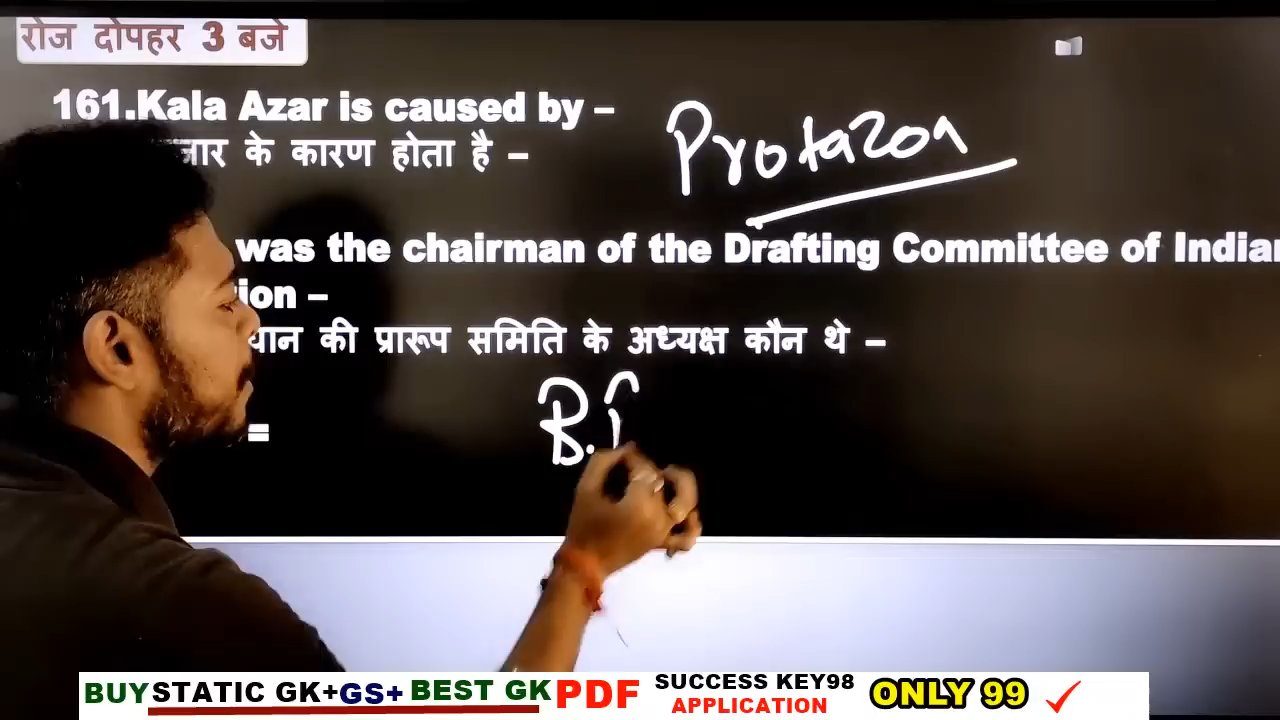 रोज दोपहर 3 बजे
161.Kala Azar is caused by –
Protazoa
के कारण होता है –
was the chairman of the Drafting Committee of Indian
ion –
की प्रारूप समिति के अध्यक्ष कौन थे –
=
B.
BUY STATIC GK+GS+ BEST GK PDF
SUCCESS KEY98
APPLICATION
ONLY 99